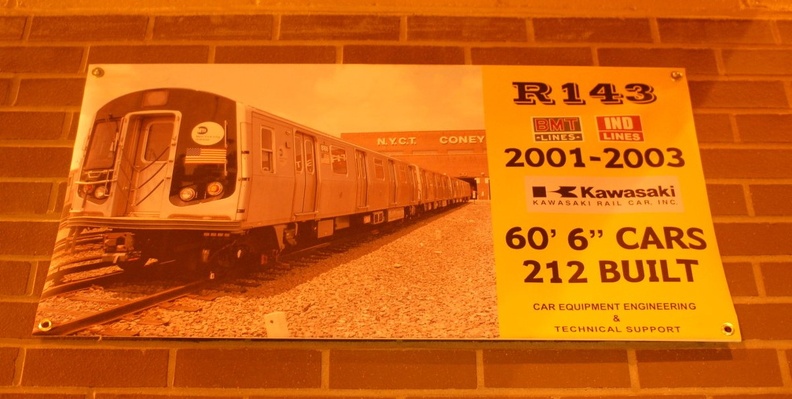 N.Y.C.T. CONEY
R143
BMT
-LINES-
IND
-LINES-
2001-2003
Kawasaki
KAWASAKI RAIL CAR, INC.
60' 6" CARS
212 BUILT
CAR EQUIPMENT ENGINEERING
&
TECHNICAL SUPPORT